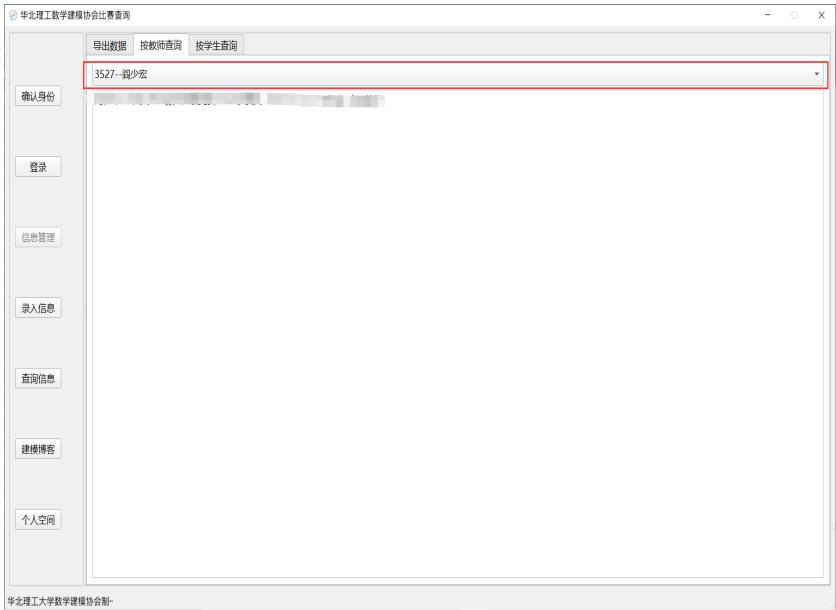 华北理工数学建模协会比赛查询
导出数据 按教师查询 按学生查询
3527--阎少宏
确认身份
登录
信息管理
录入信息
查询信息
建模博客
个人空间
华北理工大学数学建模协会制~